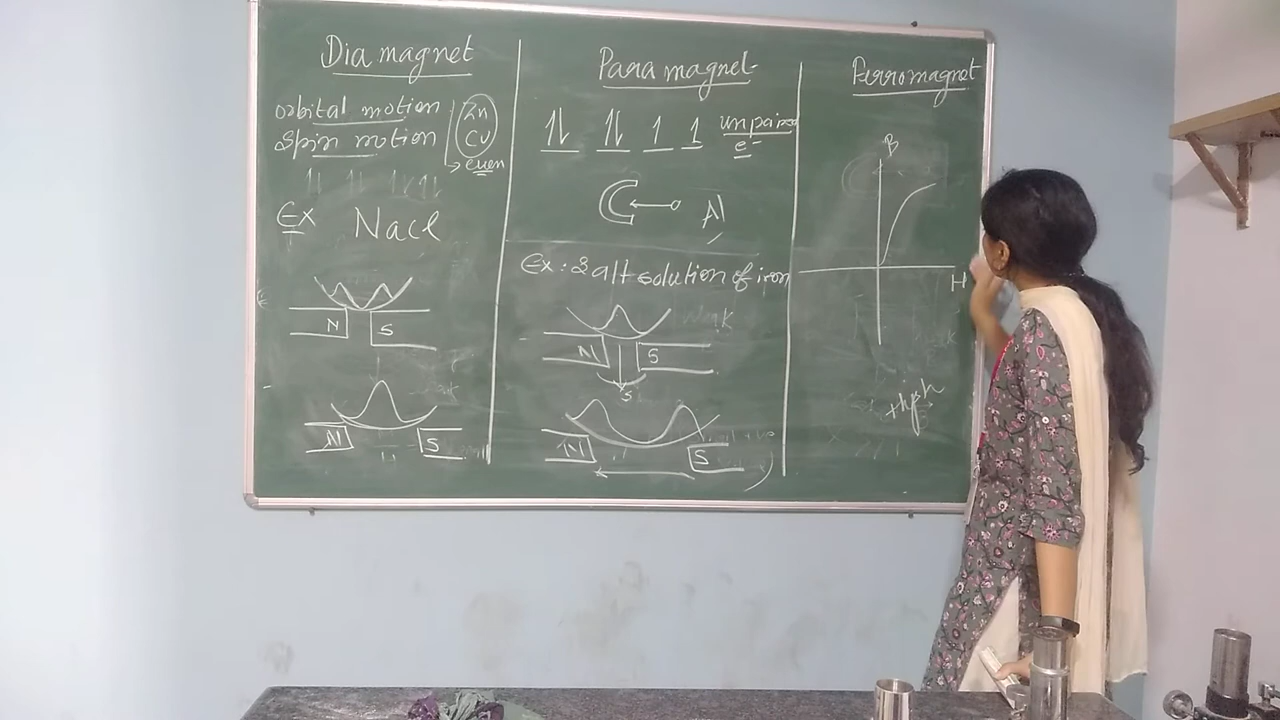 Dia magnet
orbital motion
Spin motion
Zn
Cu
→ even
Ex NaCl
N S
N S
Para magnet
unpaired
e⁻
Al
Ex: Salt solution of iron
N S
S
N S
Ferromagnet
B
H